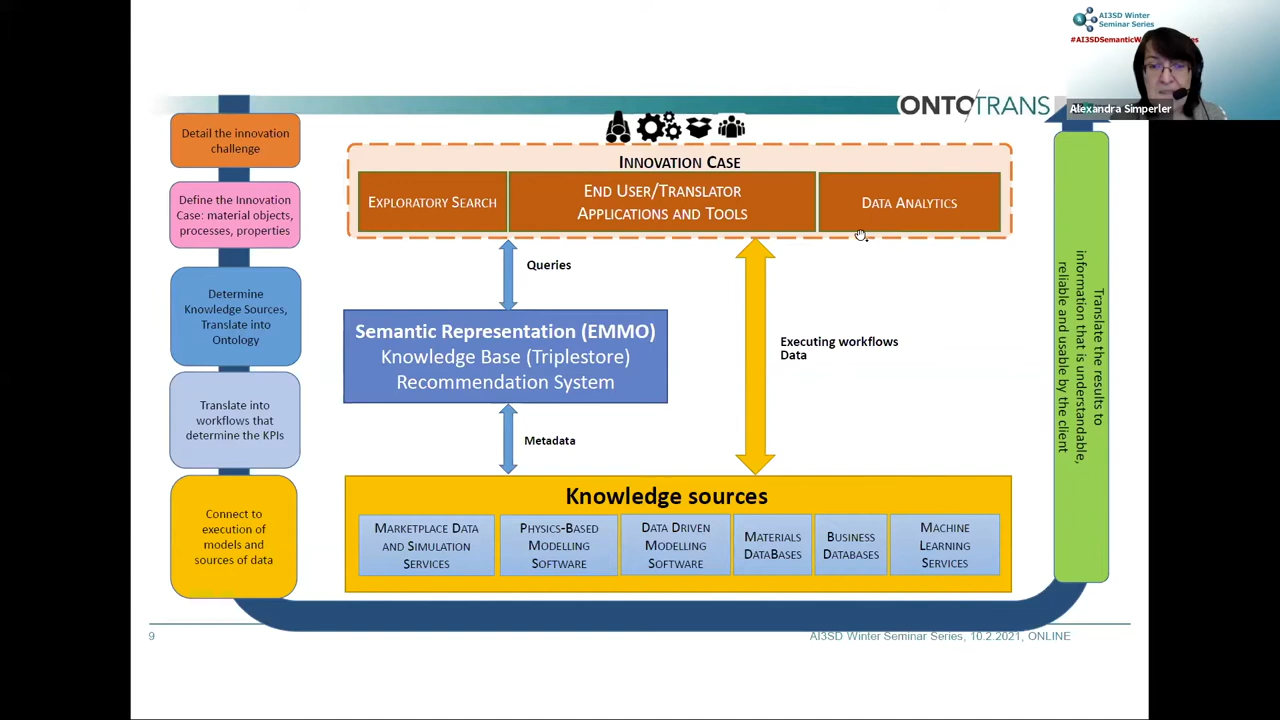 AI3SD Winter
Seminar Series
Alexandra Simperler
ONTOTRANS
Detail the innovation
challenge
Define the Innovation
Case: material objects,
processes, properties
Determine
Knowledge Sources,
Translate into
Ontology
Translate into
workflows that
determine the KPIs
Connect to
execution of
models and
sources of data
INNOVATION CASE
EXPLORATORY SEARCH
END USER/TRANSLATOR
APPLICATIONS AND TOOLS
DATA ANALYTICS
Queries
Semantic Representation (EMMO)
Knowledge Base (Triplestore)
Recommendation System
Executing workflows
Data
Metadata
Knowledge sources
MARKETPLACE DATA
AND SIMULATION
SERVICES
PHYSICS-BASED
MODELLING
SOFTWARE
DATA DRIVEN
MODELLING
SOFTWARE
MATERIALS
DATABASES
BUSINESS
DATABASES
MACHINE
LEARNING
SERVICES
Translate the results to
information that is understandable,
reliable and usable by the client
9
AI3SD Winter Seminar Series, 10.2.2021, ONLINE